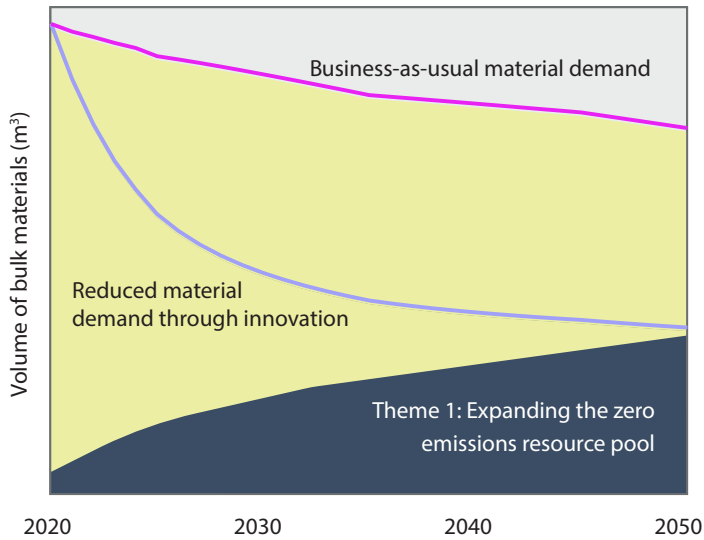 Business-as-usual material demand
Volume of bulk materials (m³)
Reduced material
demand through innovation
Theme 1: Expanding the zero
emissions resource pool
2020 2030 2040 2050